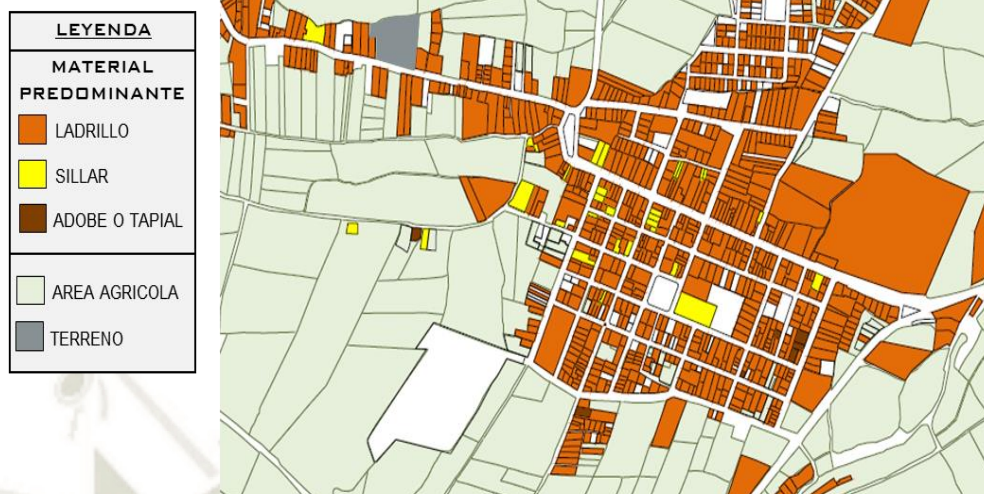 LEYENDA
MATERIAL
PREDOMINANTE
LADRILLO
SILLAR
ADOBE O TAPIAL
AREA AGRICOLA
TERRENO